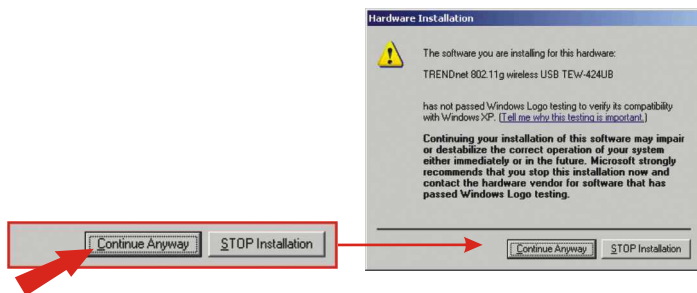 Hardware Installation
The software you are installing for this hardware:
TRENDnet 802.11g wireless USB TEW-424UB
has not passed Windows Logo testing to verify its compatibility
with Windows XP. (Tell me why this testing is important.)
Continuing your installation of this software may impair
or destabilize the correct operation of your system
either immediately or in the future. Microsoft strongly
recommends that you stop this installation now and
contact the hardware vendor for software that has
passed Windows Logo testing.
Continue Anyway STOP Installation
Continue Anyway STOP Installation